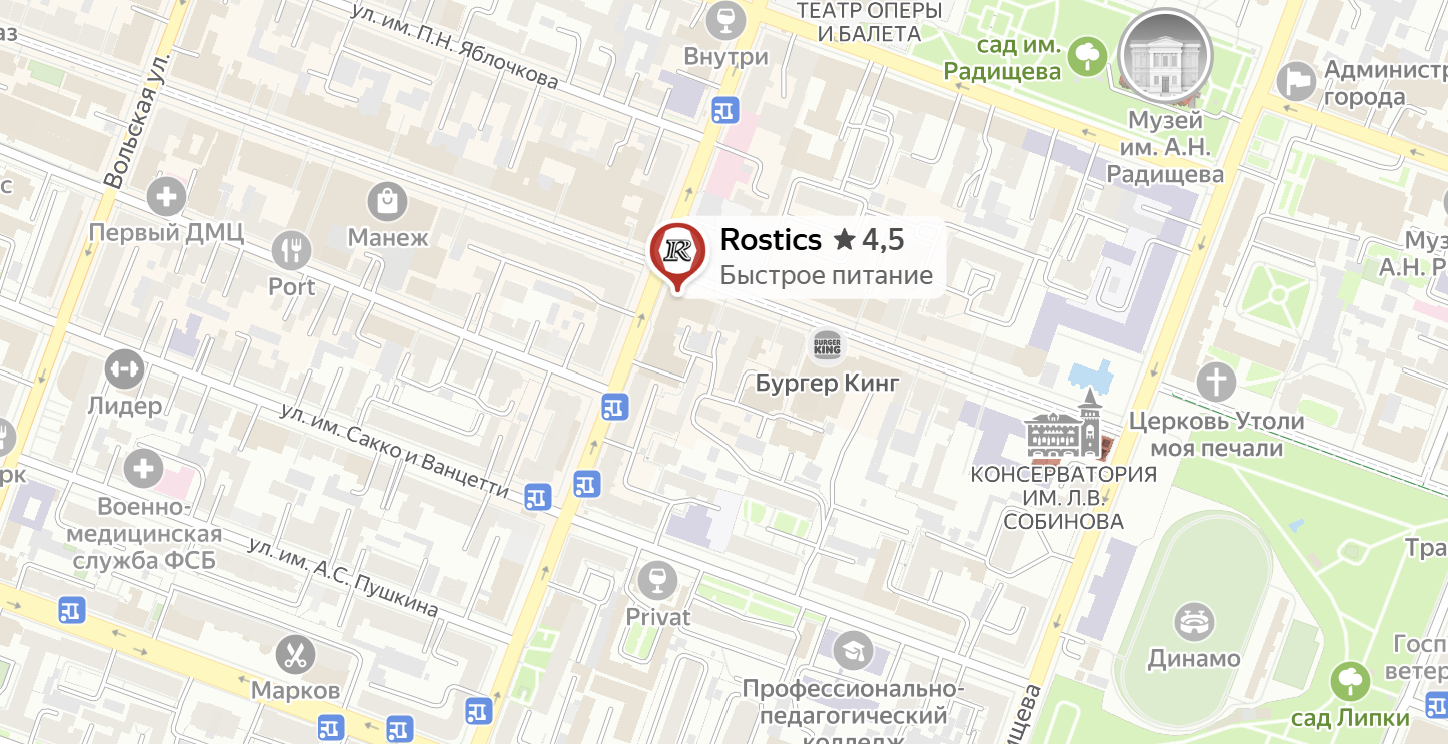 ул. им. П.Н. Яблочкова
Внутри
ТЕАТР ОПЕРЫ
И БАЛЕТА
сад им.
Радищева
Музей
им. А.Н.
Радищева
Администр
города
аз
Вольская ул.
с
Первый ДМЦ
Манеж
Port
R
Rostics ★ 4,5
Быстрое питание
Муз
А.Н. Р
BURGER
KING
Бургер Кинг
Лидер
ул. им. Сакко и Ванцетти
Церковь Утоли
моя печали
КОНСЕРВАТОРИЯ
ИМ. Л.В.
СОБИНОВА
рк
Военно-
медицинская
служба ФСБ
ул. им. А.С. Пушкина
Тра
Privat
Марков
Профессионально-
педагогический
колледж
Динамо
Госп
ветер
сад Липки
ищева